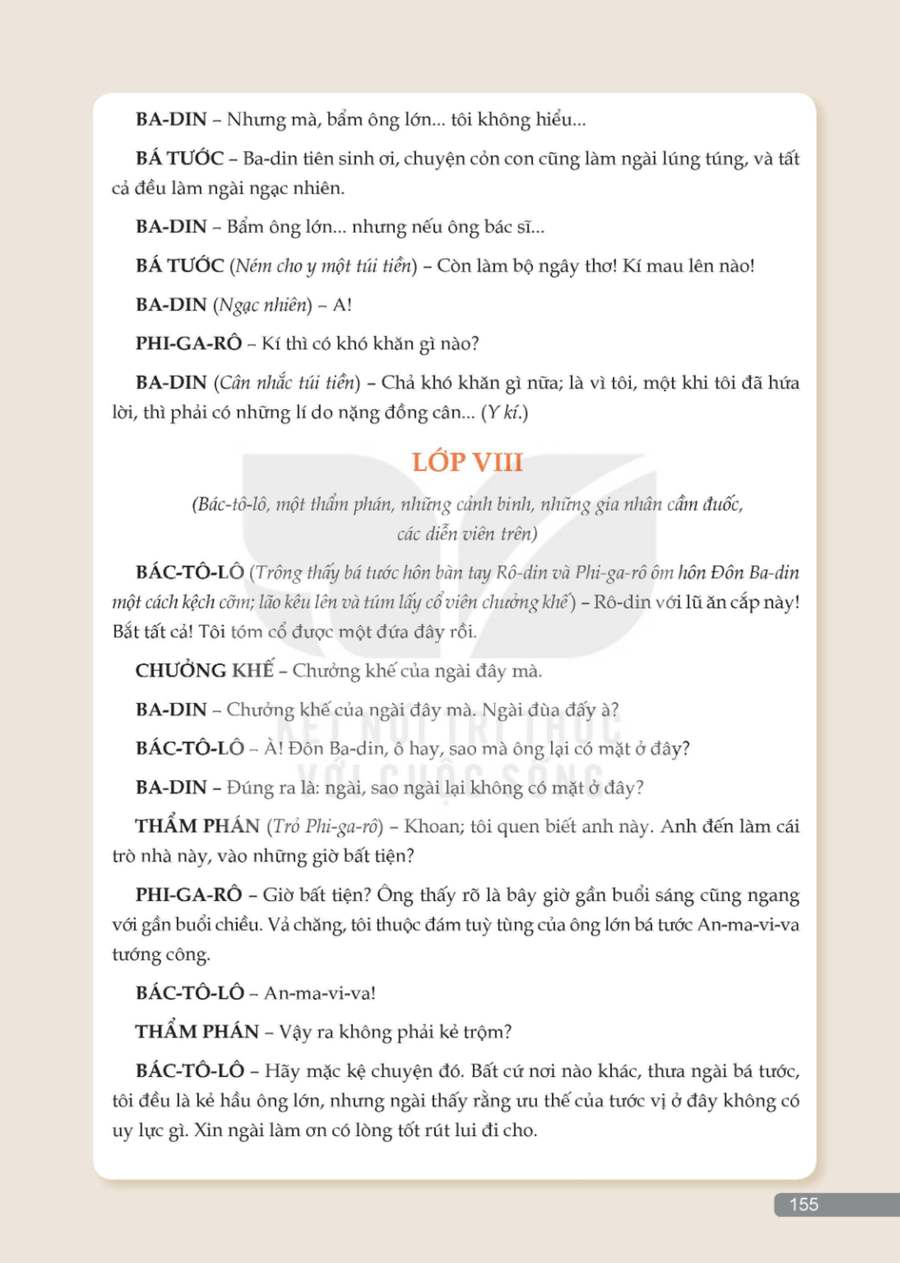 BA-DIN – Nhưng mà, bẩm ông lớn... tôi không hiểu...
BÁ TƯỚC – Ba-din tiên sinh ơi, chuyện cỏn con cũng làm ngài lúng túng, và tất
cả đều làm ngài ngạc nhiên.
BA-DIN – Bẩm ông lớn... nhưng nếu ông bác sĩ...
BÁ TƯỚC (Ném cho y một túi tiền) – Còn làm bộ ngây thơ! Kí mau lên nào!
BA-DIN (Ngạc nhiên) – A!
PHI-GA-RÔ – Kí thì có khó khăn gì nào?
BA-DIN (Cân nhắc túi tiền) – Chả khó khăn gì nữa; là vì tôi, một khi tôi đã hứa
lời, thì phải có những lí do nặng đồng cân... (Y kí.)
LỚP VIII
(Bác-tô-lô, một thẩm phán, những cảnh binh, những gia nhân cầm đuốc,
các diễn viên trên)
BÁC-TÔ-LÔ (Trông thấy bá tước hôn bàn tay Rô-din và Phi-ga-rô ôm hôn Đôn Ba-din
một cách kệch cỡm; lão kêu lên và túm lấy cổ viên chưởng khế) – Rô-din với lũ ăn cắp này!
Bắt tất cả! Tôi tóm cổ được một đứa đây rồi.
CHƯỞNG KHẾ – Chưởng khế của ngài đây mà.
BA-DIN – Chưởng khế của ngài đây mà. Ngài đùa đấy à?
BÁC-TÔ-LÔ – À! Đôn Ba-din, ô hay, sao mà ông lại có mặt ở đây?
BA-DIN – Đúng ra là: ngài, sao ngài lại không có mặt ở đây?
THẨM PHÁN (Trỏ Phi-ga-rô) – Khoan; tôi quen biết anh này. Anh đến làm cái
trò nhà này, vào những giờ bất tiện?
PHI-GA-RÔ – Giờ bất tiện? Ông thấy rõ là bây giờ gần buổi sáng cũng ngang
với gần buổi chiều. Vả chăng, tôi thuộc đám tuỳ tùng của ông lớn bá tước An-ma-vi-va
tướng công.
BÁC-TÔ-LÔ – An-ma-vi-va!
THẨM PHÁN – Vậy ra không phải kẻ trộm?
BÁC-TÔ-LÔ – Hãy mặc kệ chuyện đó. Bất cứ nơi nào khác, thưa ngài bá tước,
tôi đều là kẻ hầu ông lớn, nhưng ngài thấy rằng ưu thế của tước vị ở đây không có
uy lực gì. Xin ngài làm ơn có lòng tốt rút lui đi cho.
KẾT NỐI TRI THỨC
VỚI CUỘC SỐNG
155